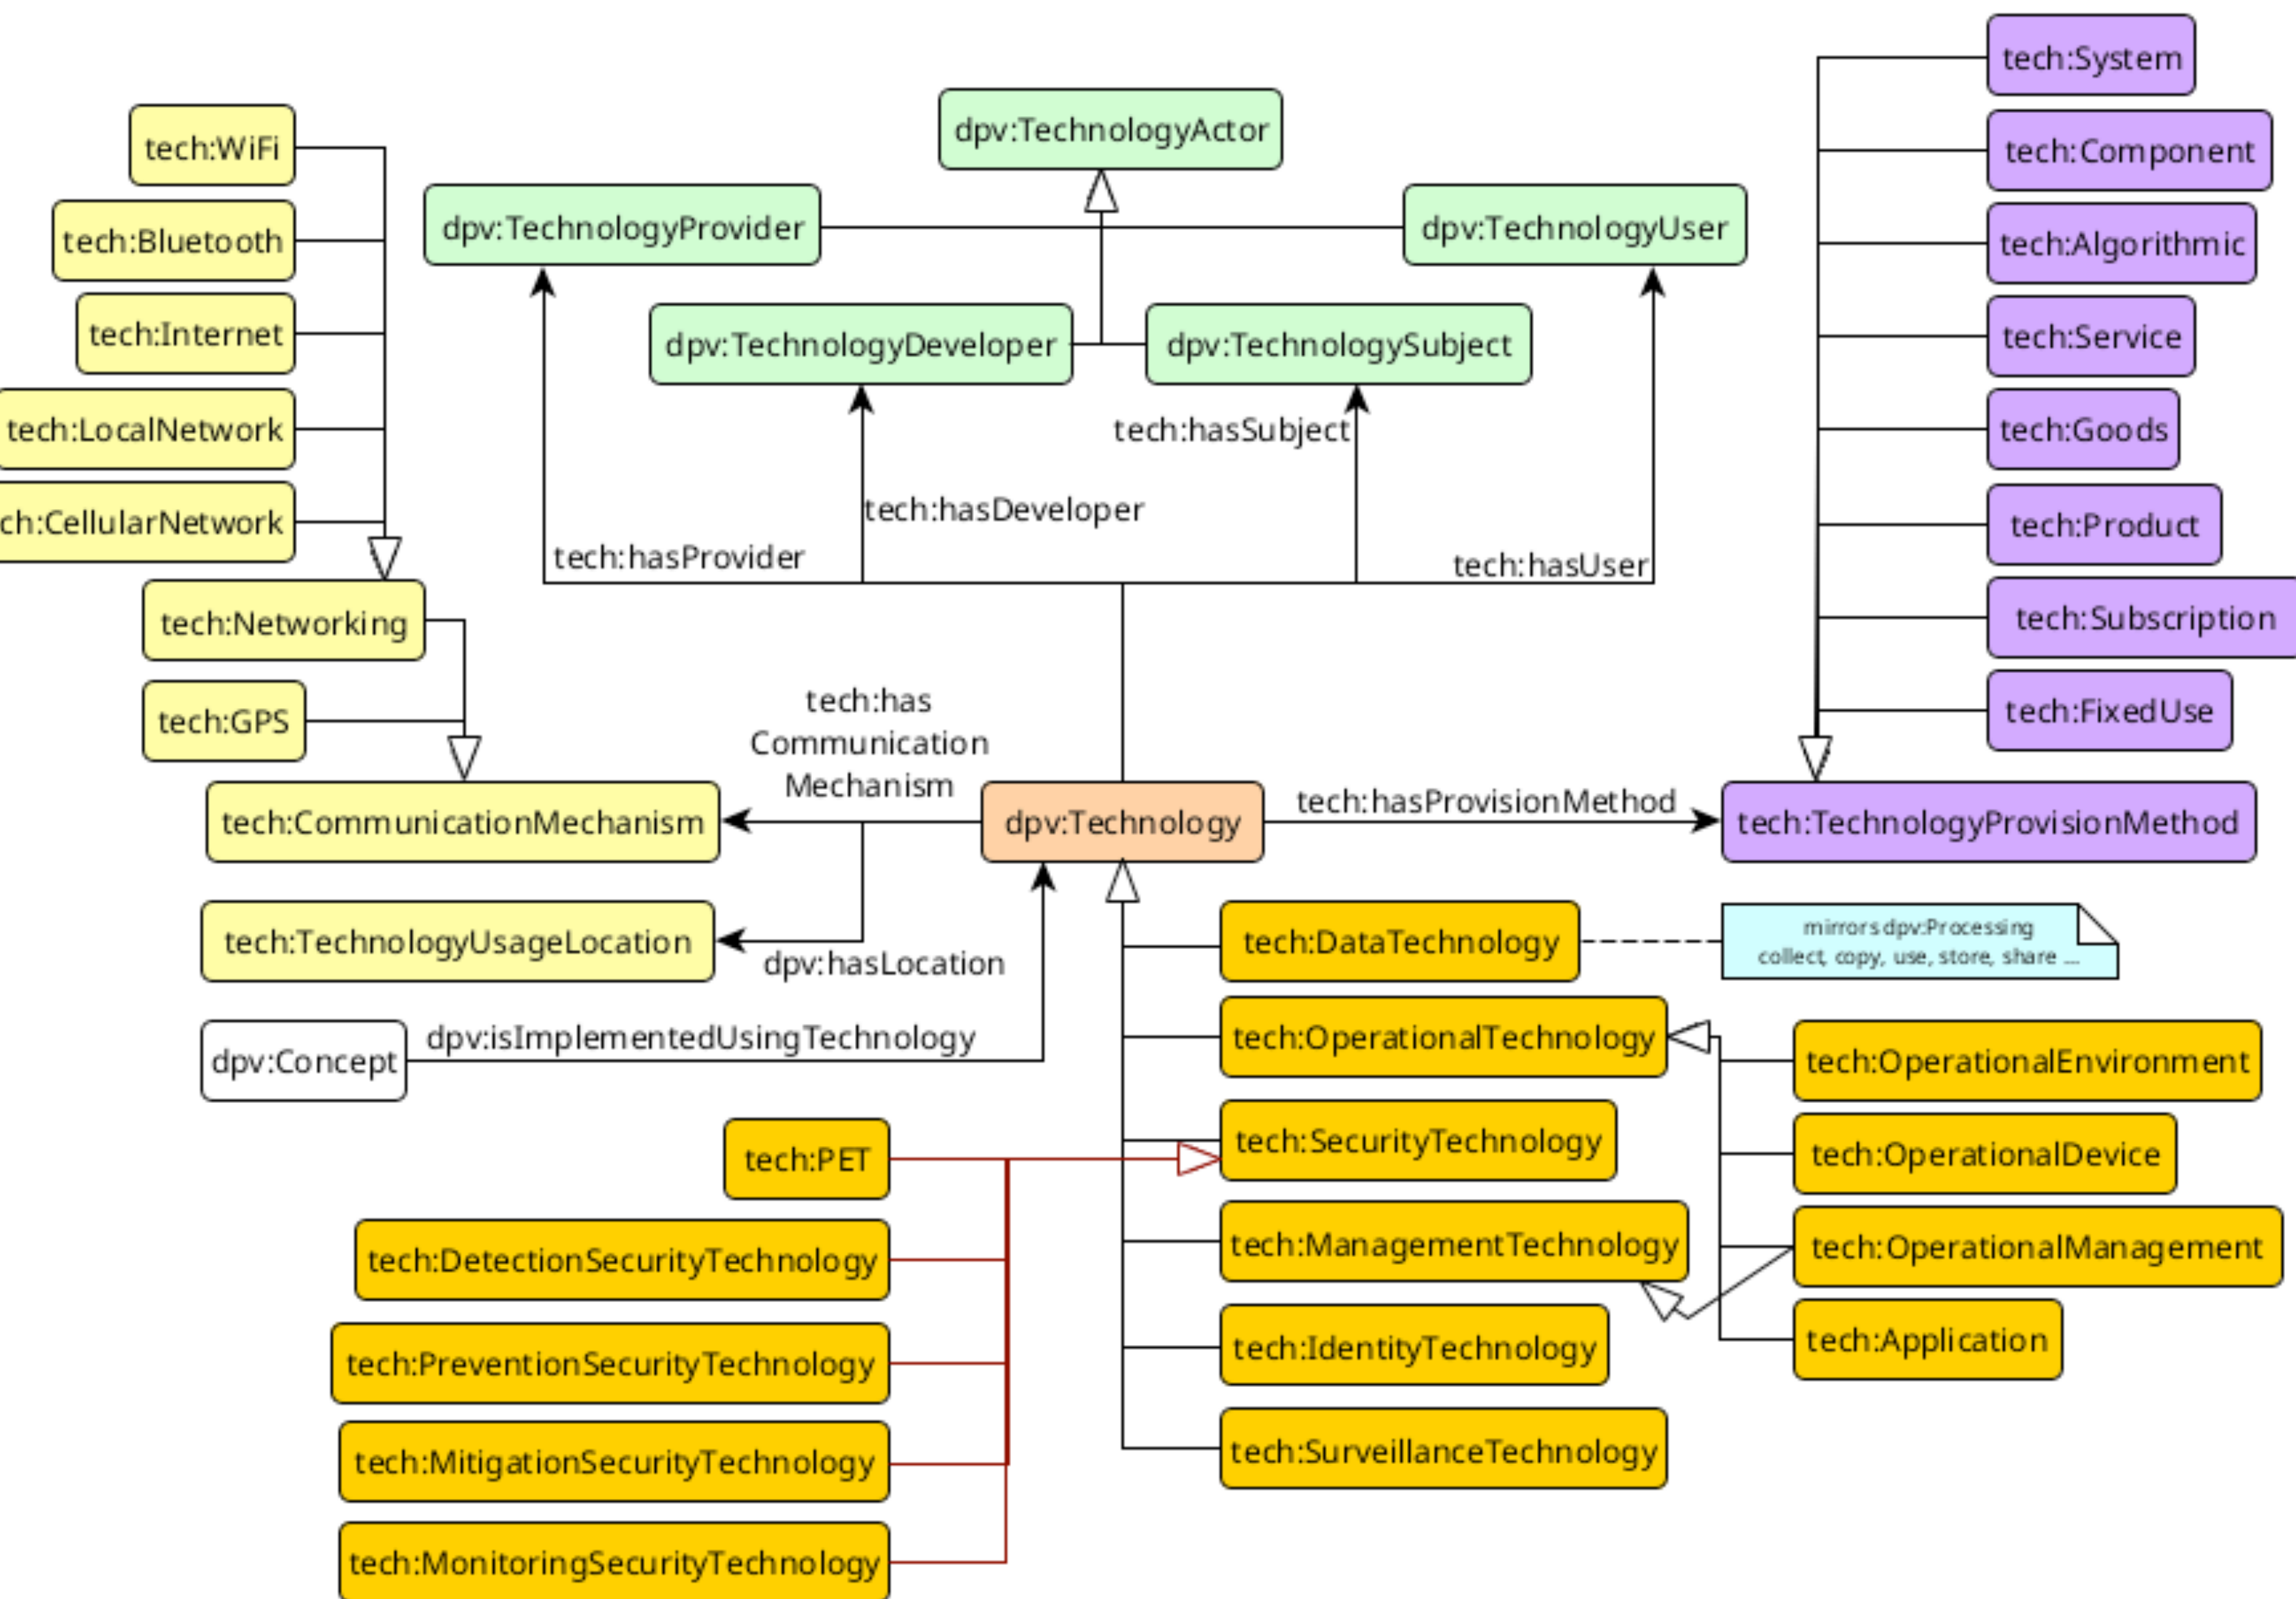 tech:System
dpv:TechnologyActor
tech:WiFi
tech:Component
dpv:TechnologyProvider
dpv:TechnologyUser
tech:Bluetooth
tech:Algorithmic
tech:Internet
dpv:TechnologyDeveloper
dpv:TechnologySubject
tech:Service
tech:LocalNetwork
tech:hasSubject
tech:Goods
tech:hasDeveloper
ch:CellularNetwork
tech:Product
tech:hasProvider
tech:hasUser
tech:Networking
tech:Subscription
tech:GPS
tech:has
Communication
Mechanism
tech:FixedUse
tech:CommunicationMechanism
dpv:Technology
tech:hasProvisionMethod
tech:TechnologyProvisionMethod
tech:TechnologyUsageLocation
dpv:hasLocation
tech:DataTechnology
mirrors dpv:Processing
collect, copy, use, store, share ...
dpv:Concept
dpv:isImplementedUsingTechnology
tech:OperationalTechnology
tech:OperationalEnvironment
tech:PET
tech:SecurityTechnology
tech:OperationalDevice
tech:DetectionSecurityTechnology
tech:ManagementTechnology
tech:OperationalManagement
tech:PreventionSecurityTechnology
tech:IdentityTechnology
tech:Application
tech:MitigationSecurityTechnology
tech:SurveillanceTechnology
tech:MonitoringSecurityTechnology